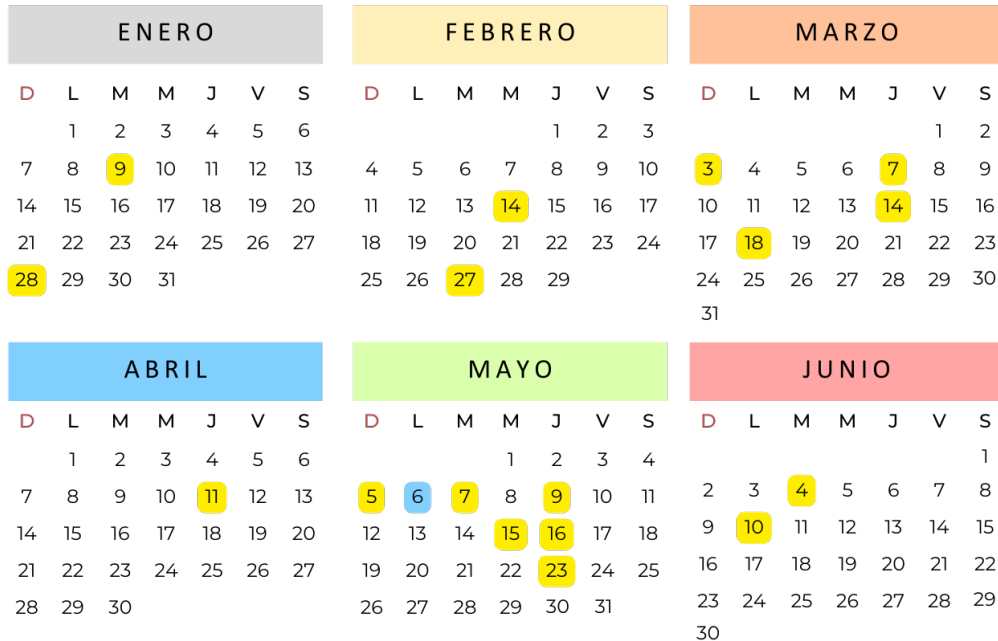 ENERO
D L M M J V S
1 2 3 4 5 6
7 8 9 10 11 12 13
14 15 16 17 18 19 20
21 22 23 24 25 26 27
28 29 30 31
FEBRERO
D L M M J V S
1 2 3
4 5 6 7 8 9 10
11 12 13 14 15 16 17
18 19 20 21 22 23 24
25 26 27 28 29
MARZO
D L M M J V S
1 2
3 4 5 6 7 8 9
10 11 12 13 14 15 16
17 18 19 20 21 22 23
24 25 26 27 28 29 30
31
ABRIL
D L M M J V S
1 2 3 4 5 6
7 8 9 10 11 12 13
14 15 16 17 18 19 20
21 22 23 24 25 26 27
28 29 30
MAYO
D L M M J V S
1 2 3 4
5 6 7 8 9 10 11
12 13 14 15 16 17 18
19 20 21 22 23 24 25
26 27 28 29 30 31
JUNIO
D L M M J V S
1
2 3 4 5 6 7 8
9 10 11 12 13 14 15
16 17 18 19 20 21 22
23 24 25 26 27 28 29
30